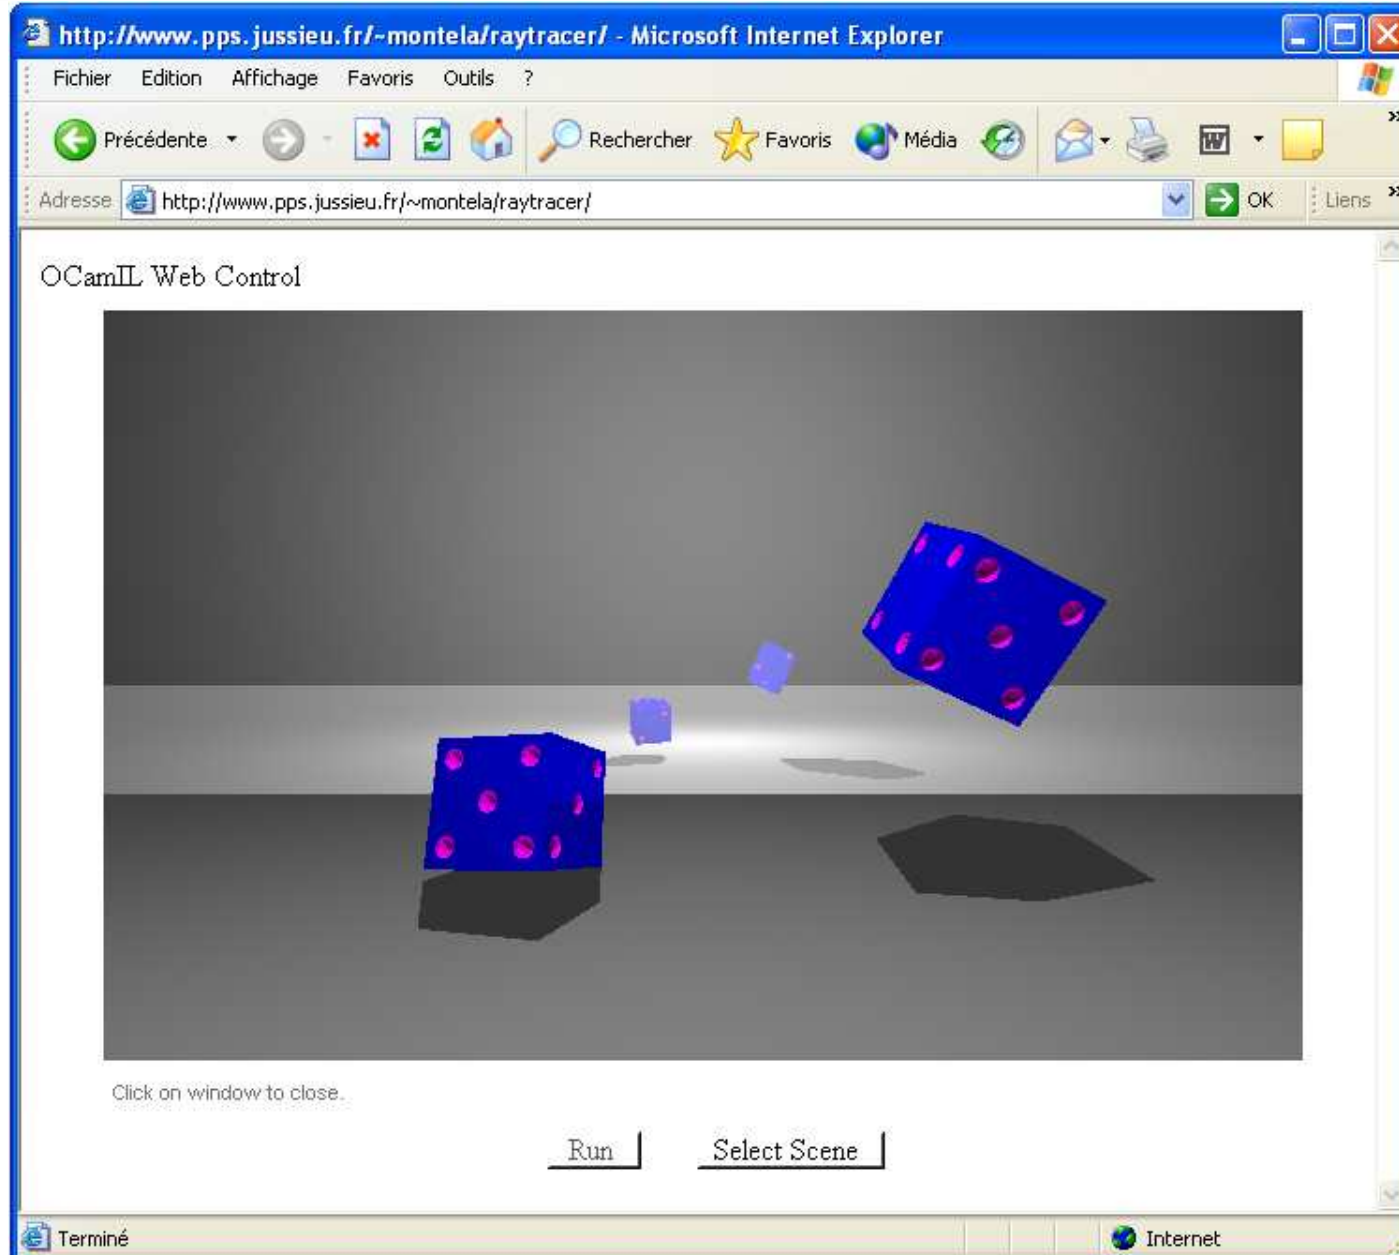 http://www.pps.jussieu.fr/~montela/raytracer/ - Microsoft Internet Explorer
Fichier Edition Affichage Favoris Outils ?
Précédente Rechercher Favoris Média
Adresse http://www.pps.jussieu.fr/~montela/raytracer/ OK Liens
OCamIL Web Control
Click on window to close.
Run Select Scene
Terminé Internet